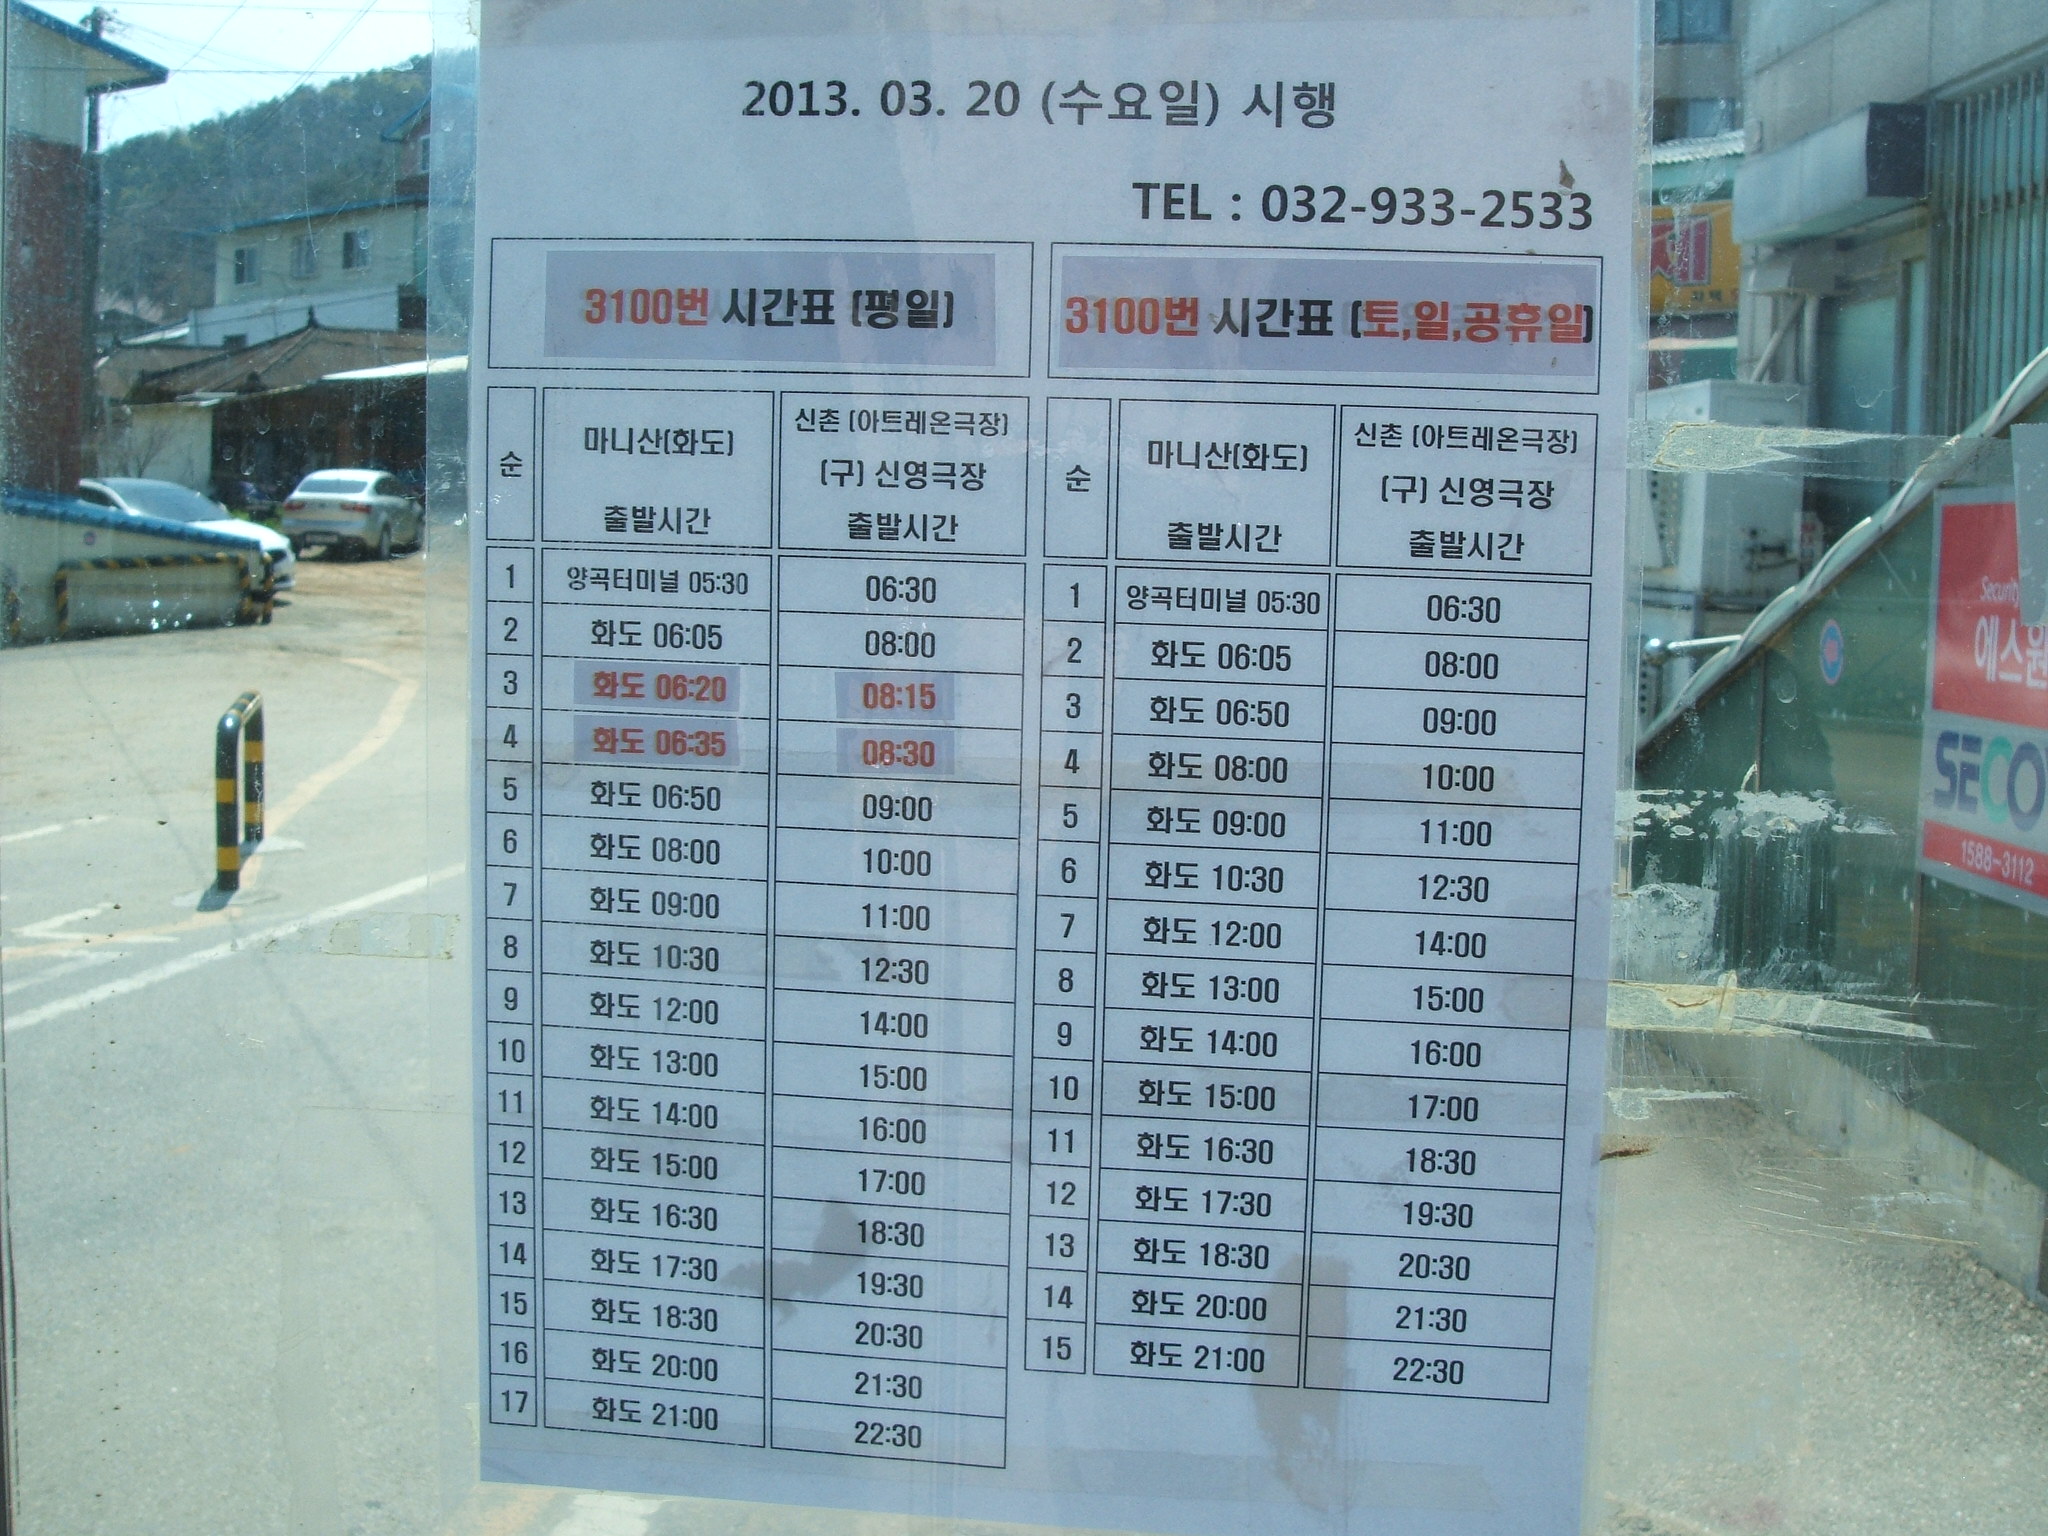 2013. 03. 20 (수요일) 시행
TEL : 032-933-2533
3100번 시간표 (평일)
순 마니산(화도) 출발시간 신촌 (아트레온극장) (구) 신영극장 출발시간
1 양곡터미널 05:30 06:30
2 화도 06:05 08:00
3 화도 06:20 08:15
4 화도 06:35 08:30
5 화도 06:50 09:00
6 화도 08:00 10:00
7 화도 09:00 11:00
8 화도 10:30 12:30
9 화도 12:00 14:00
10 화도 13:00 15:00
11 화도 14:00 16:00
12 화도 15:00 17:00
13 화도 16:30 18:30
14 화도 17:30 19:30
15 화도 18:30 20:30
16 화도 20:00 21:30
17 화도 21:00 22:30
3100번 시간표 (토,일,공휴일)
순 마니산(화도) 출발시간 신촌 (아트레온극장) (구) 신영극장 출발시간
1 양곡터미널 05:30 06:30
2 화도 06:05 08:00
3 화도 06:50 09:00
4 화도 08:00 10:00
5 화도 09:00 11:00
6 화도 10:30 12:30
7 화도 12:00 14:00
8 화도 13:00 15:00
9 화도 14:00 16:00
10 화도 15:00 17:00
11 화도 16:30 18:30
12 화도 17:30 19:30
13 화도 18:30 20:30
14 화도 20:00 21:30
15 화도 21:00 22:30
Security
에스원
SECO
1588-3112